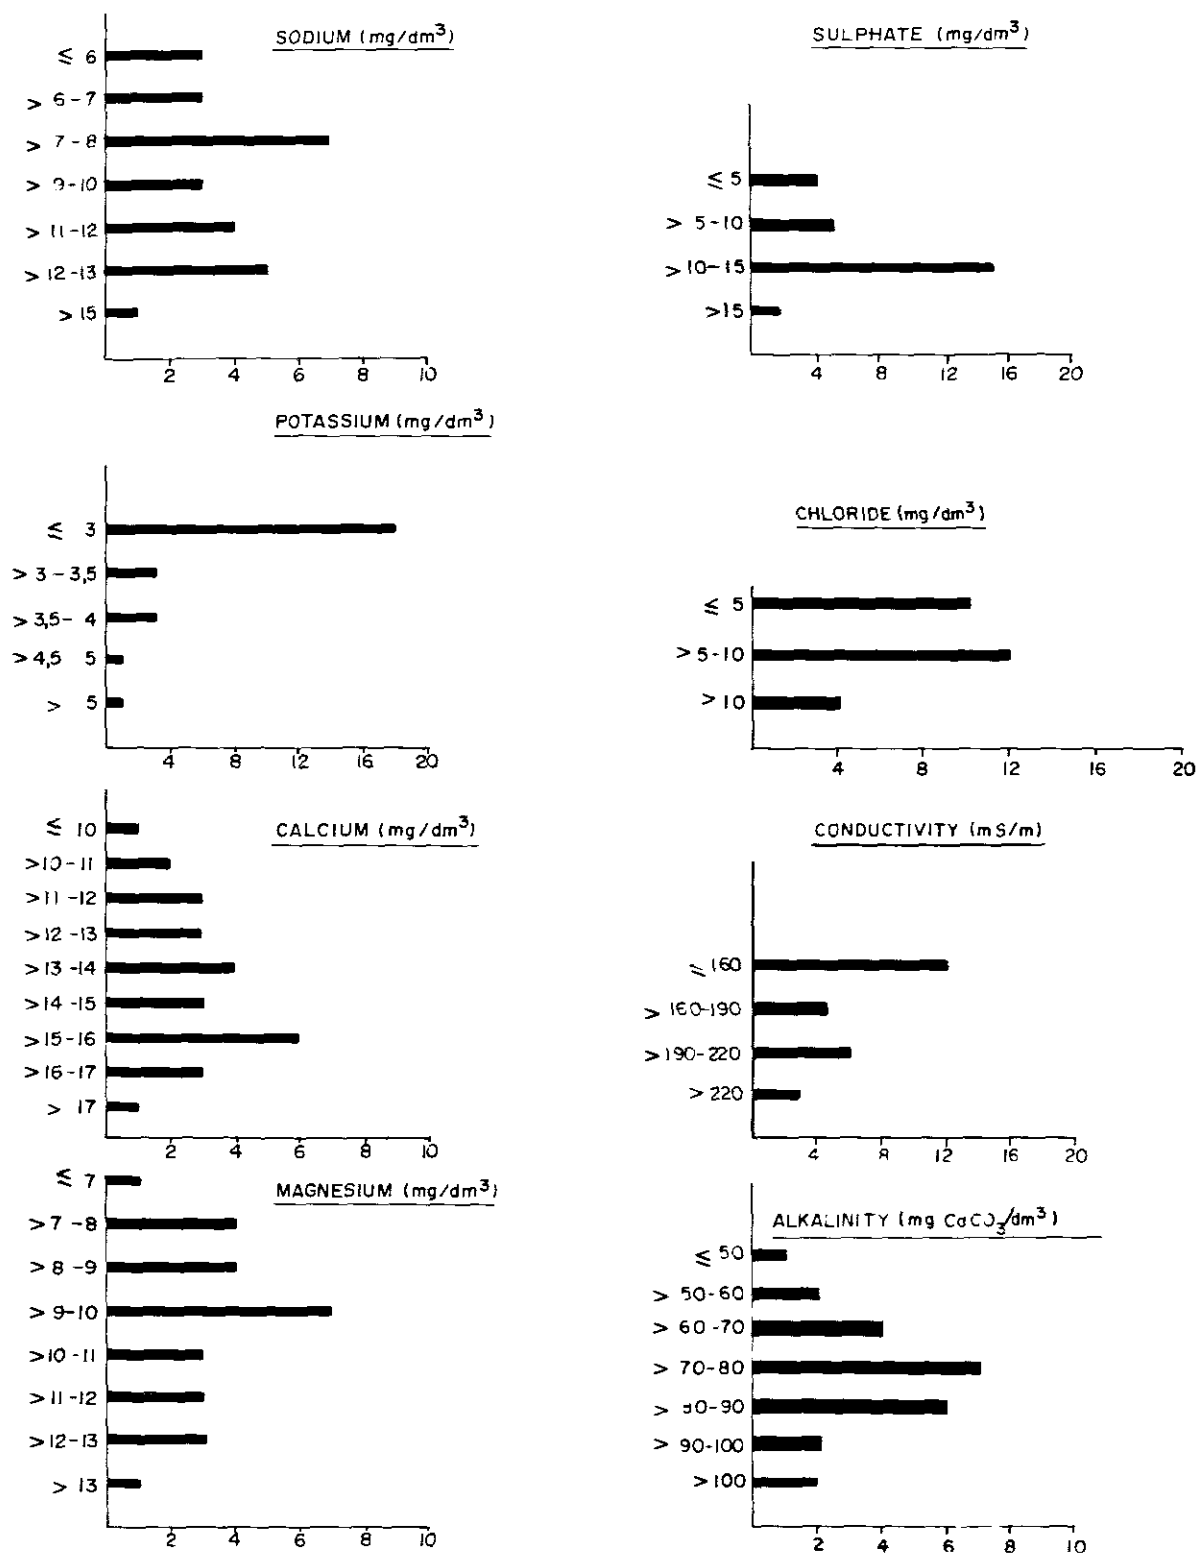 SODIUM (mg/dm³)
≤ 6
> 6-7
> 7-8
> 9-10
> 11-12
> 12-13
> 15
2 4 6 8 10
POTASSIUM (mg/dm³)
≤ 3
> 3-3,5
> 3,5-4
> 4,5 5
> 5
4 8 12 16 20
CALCIUM (mg/dm³)
≤ 10
> 10-11
> 11-12
> 12-13
> 13-14
> 14-15
> 15-16
> 16-17
> 17
2 4 6 8 10
MAGNESIUM (mg/dm³)
≤ 7
> 7-8
> 8-9
> 9-10
> 10-11
> 11-12
> 12-13
> 13
2 4 6 8 10
SULPHATE (mg/dm³)
≤ 5
> 5-10
> 10-15
> 15
4 8 12 16 20
CHLORIDE (mg/dm³)
≤ 5
> 5-10
> 10
4 8 12 16 20
CONDUCTIVITY (mS/m)
≤ 160
> 160-190
> 190-220
> 220
4 8 12 16 20
ALKALINITY (mg CaCO₃/dm³)
≤ 50
> 50-60
> 60-70
> 70-80
> 80-90
> 90-100
> 100
2 4 6 8 10